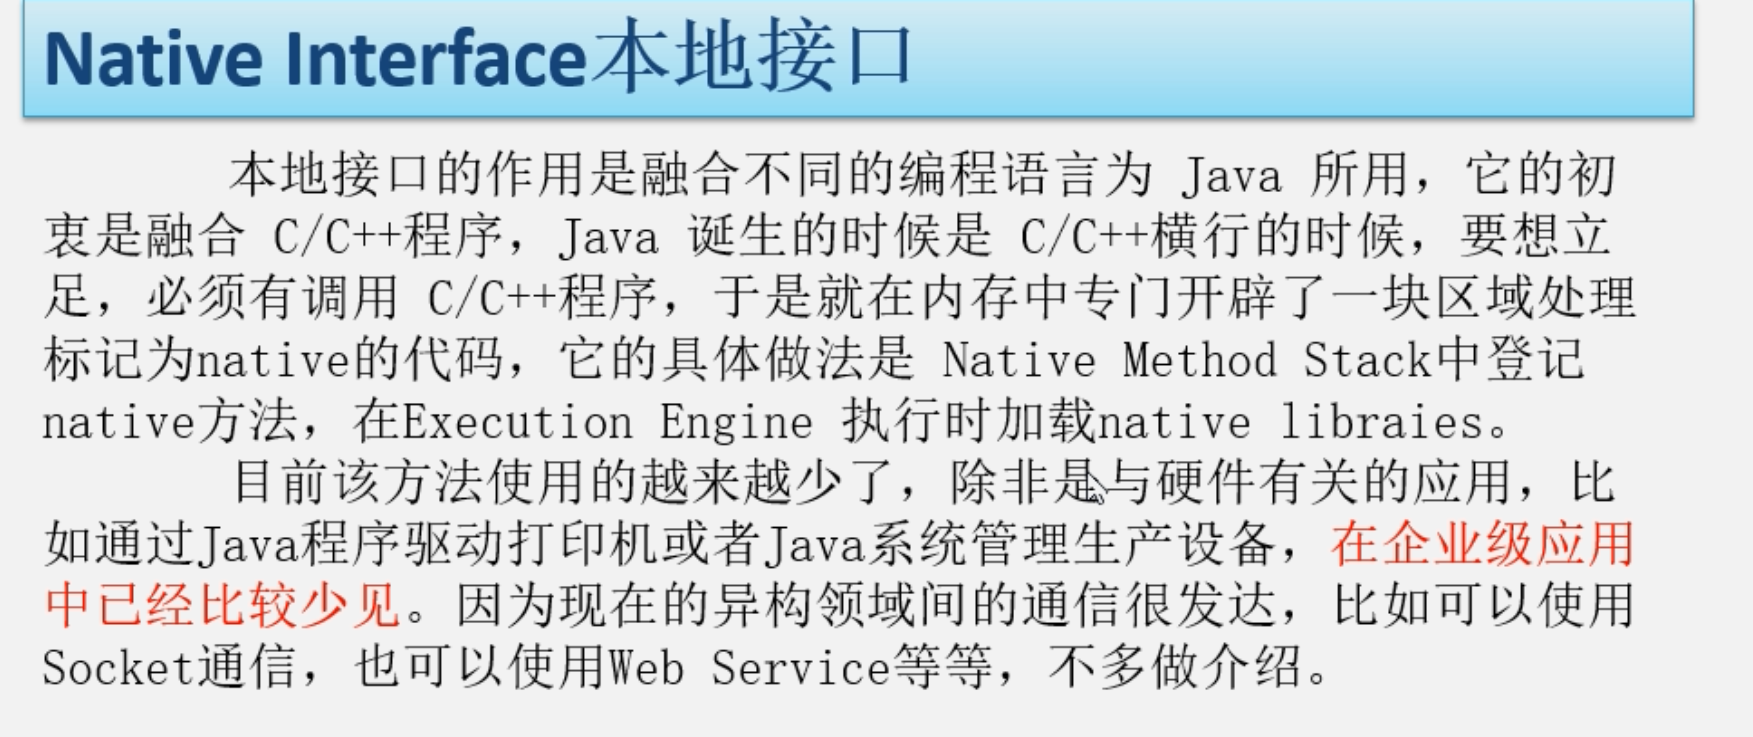 Native Interface本地接口
本地接口的作用是融合不同的编程语言为 Java 所用，它的初
衷是融合 C/C++程序，Java 诞生的时候是 C/C++横行的时候，要想立
足，必须有调用 C/C++程序，于是就在内存中专门开辟了一块区域处理
标记为native的代码，它的具体做法是 Native Method Stack中登记
native方法，在Execution Engine 执行时加载native libraies。
目前该方法使用的越来越少了，除非是与硬件有关的应用，比
如通过Java程序驱动打印机或者Java系统管理生产设备，在企业级应用
中已经比较少见。因为现在的异构领域间的通信很发达，比如可以使用
Socket通信，也可以使用Web Service等等，不多做介绍。